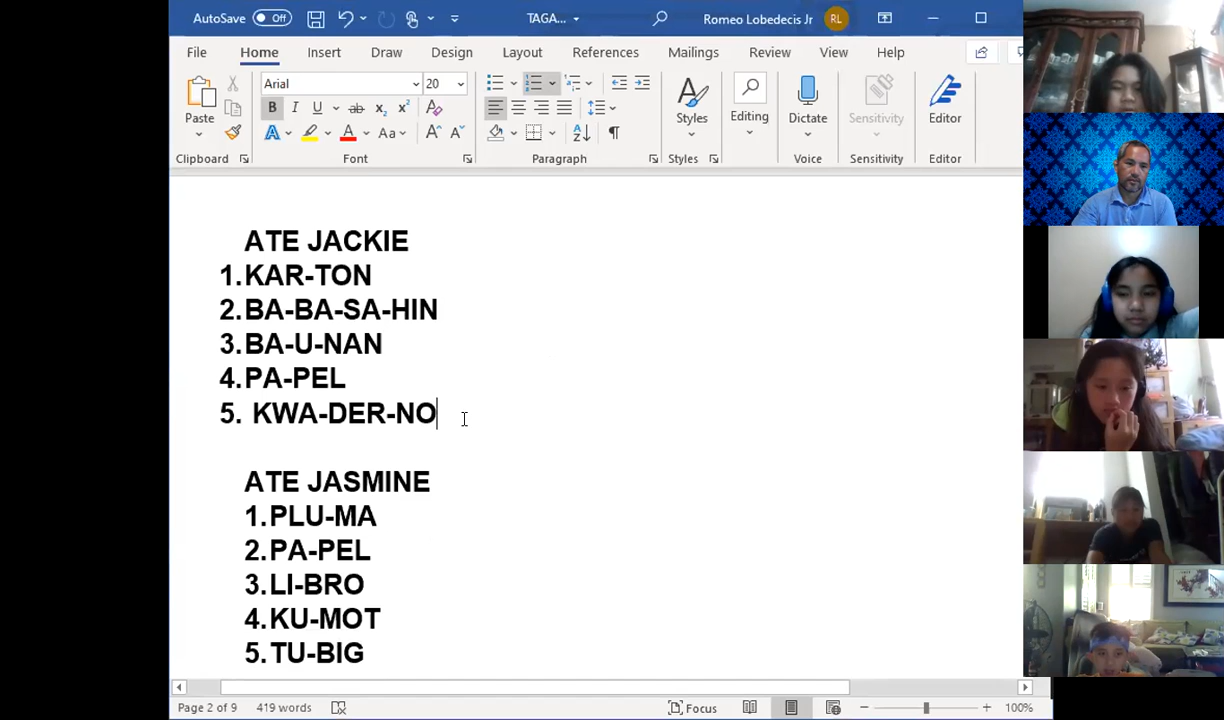 AutoSave Off TAGA... Romeo Lobedecis Jr RL
File Home Insert Draw Design Layout References Mailings Review View Help
Arial 20
Paste B I U ab x₂ x² A Styles Editing Dictate Sensitivity Editor
A A Aa A A
Clipboard Font Paragraph Styles Voice Sensitivity Editor
ATE JACKIE
1.KAR-TON
2.BA-BA-SA-HIN
3.BA-U-NAN
4.PA-PEL
5. KWA-DER-NO
ATE JASMINE
1.PLU-MA
2.PA-PEL
3.LI-BRO
4.KU-MOT
5.TU-BIG
Page 2 of 9 419 words Focus 100%